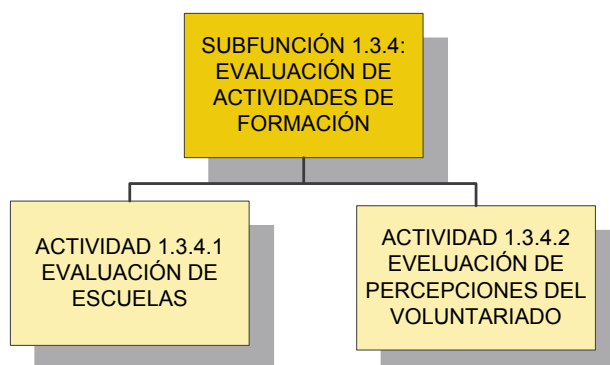 SUBFUNCIÓN 1.3.4:
EVALUACIÓN DE
ACTIVIDADES DE
FORMACIÓN
ACTIVIDAD 1.3.4.1
EVALUACIÓN DE
ESCUELAS
ACTIVIDAD 1.3.4.2
EVELUACIÓN DE
PERCEPCIONES DEL
VOLUNTARIADO